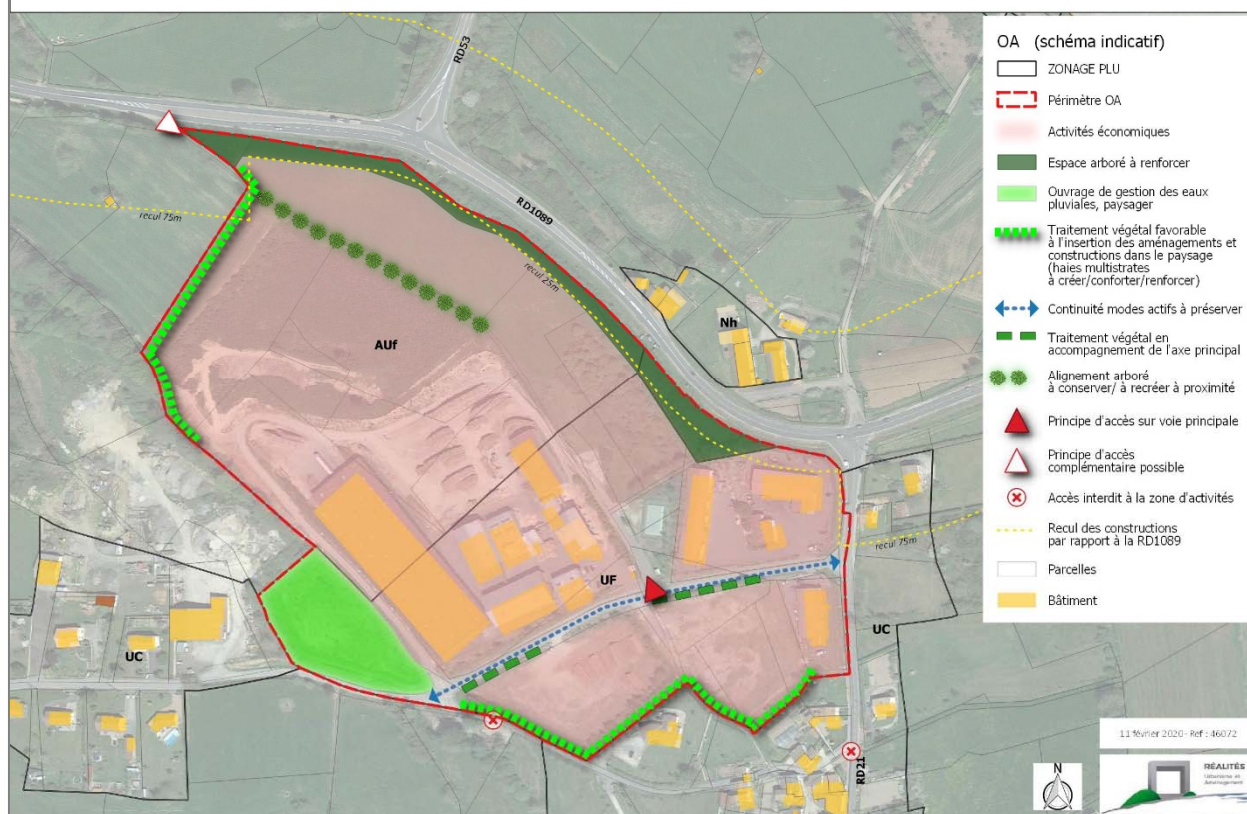 OA (schéma indicatif)
ZONAGE PLU
Périmètre OA
Activités économiques
Espace arboré à renforcer
Ouvrage de gestion des eaux
pluviales, paysager
Traitement végétal favorable
à l'insertion des aménagements et
constructions dans le paysage
(haies multistrates
à créer/conforter/renforcer)
Continuité modes actifs à préserver
Traitement végétal en
accompagnement de l'axe principal
Alignement arboré
à conserver/ à recréer à proximité
Principe d'accès sur voie principale
Principe d'accès
complémentaire possible
Accès interdit à la zone d'activités
Recul des constructions
par rapport à la RD1089
Parcelles
Bâtiment
RD53
RD1089
recul 75m
recul 25m
Nh
AUf
recul 75m
UF
UC
UC
RD21
11 février 2020 - Ref : 46072
N
RÉALITÉS
Urbanisme et
Aménagement